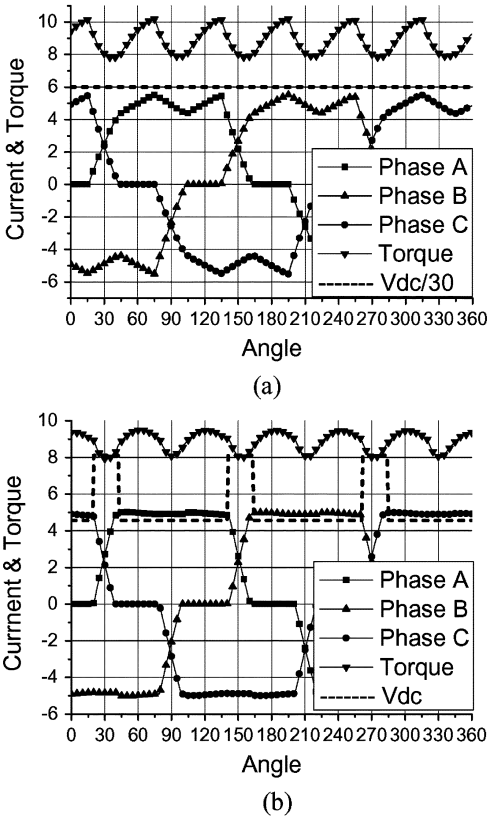 10
8
6
4
2
0
-2
-4
-6
Current & Torque
Phase A
Phase B
Phase C
Torque
Vdc/30
0 30 60 90 120 150 180 210 240 270 300 330 360
Angle
(a)
10
8
6
4
2
0
-2
-4
-6
Currnent & Torque
Phase A
Phase B
Phase C
Torque
Vdc
0 30 60 90 120 150 180 210 240 270 300 330 360
Angle
(b)